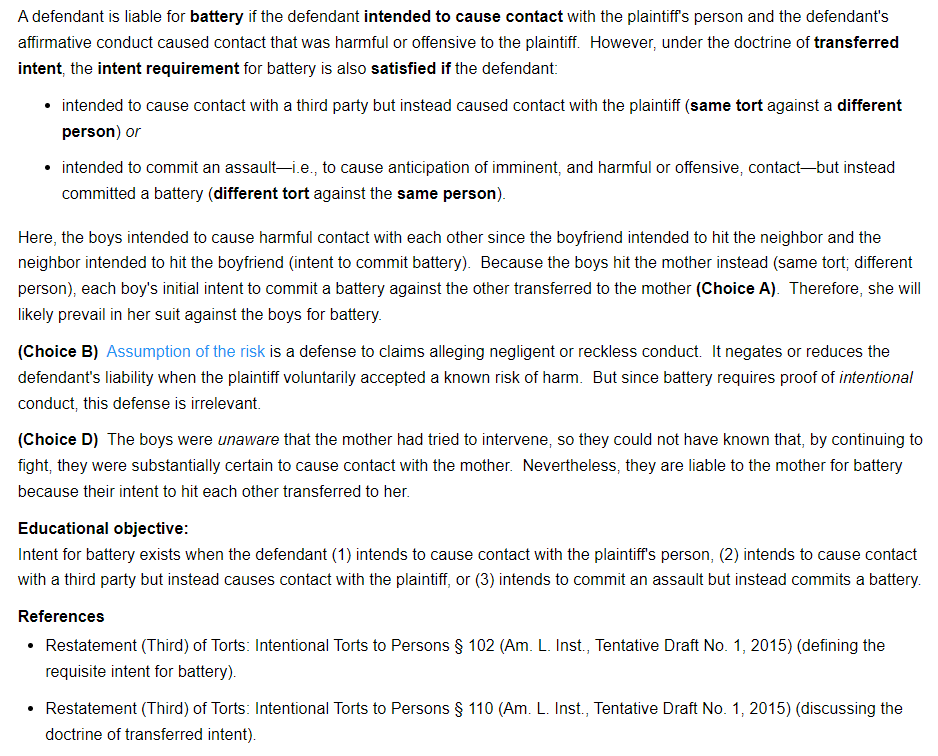 A defendant is liable for battery if the defendant intended to cause contact with the plaintiff's person and the defendant's
affirmative conduct caused contact that was harmful or offensive to the plaintiff.  However, under the doctrine of transferred
intent, the intent requirement for battery is also satisfied if the defendant:
• intended to cause contact with a third party but instead caused contact with the plaintiff (same tort against a different
person) or
• intended to commit an assault—i.e., to cause anticipation of imminent, and harmful or offensive, contact—but instead
committed a battery (different tort against the same person).
Here, the boys intended to cause harmful contact with each other since the boyfriend intended to hit the neighbor and the
neighbor intended to hit the boyfriend (intent to commit battery).  Because the boys hit the mother instead (same tort; different
person), each boy's initial intent to commit a battery against the other transferred to the mother (Choice A).  Therefore, she will
likely prevail in her suit against the boys for battery.
(Choice B)  Assumption of the risk is a defense to claims alleging negligent or reckless conduct.  It negates or reduces the
defendant's liability when the plaintiff voluntarily accepted a known risk of harm.  But since battery requires proof of intentional
conduct, this defense is irrelevant.
(Choice D)  The boys were unaware that the mother had tried to intervene, so they could not have known that, by continuing to
fight, they were substantially certain to cause contact with the mother.  Nevertheless, they are liable to the mother for battery
because their intent to hit each other transferred to her.
Educational objective:
Intent for battery exists when the defendant (1) intends to cause contact with the plaintiff's person, (2) intends to cause contact
with a third party but instead causes contact with the plaintiff, or (3) intends to commit an assault but instead commits a battery.
References
• Restatement (Third) of Torts: Intentional Torts to Persons § 102 (Am. L. Inst., Tentative Draft No. 1, 2015) (defining the
requisite intent for battery).
• Restatement (Third) of Torts: Intentional Torts to Persons § 110 (Am. L. Inst., Tentative Draft No. 1, 2015) (discussing the
doctrine of transferred intent).